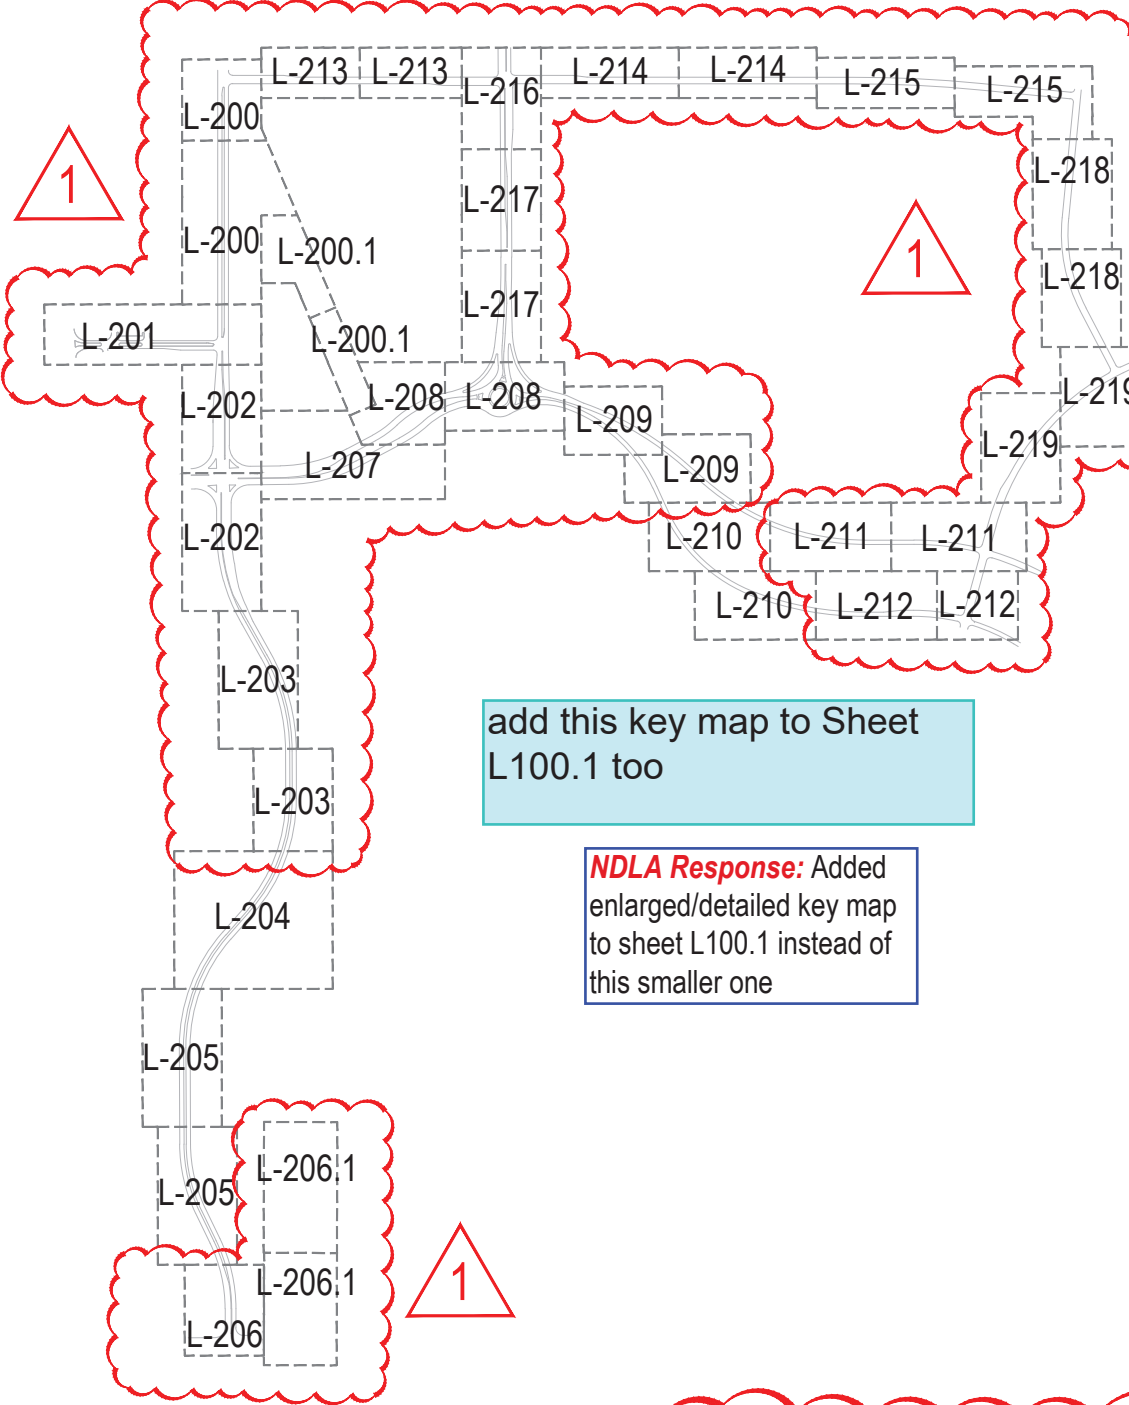 L-213
L-213
L-216
L-214
L-214
L-215
L-215
L-200
1
L-218
L-217
L-200
L-200.1
1
L-218
L-217
L-201
L-200.1
L-219
L-202
L-208
L-208
L-209
L-219
L-207
L-209
L-202
L-210
L-211
L-211
L-210
L-212
L-212
L-203
add this key map to Sheet
L100.1 too
L-203
NDLA Response: Added
enlarged/detailed key map
to sheet L100.1 instead of
this smaller one
L-204
L-205
L-206.1
L-205
L-206.1
1
L-206